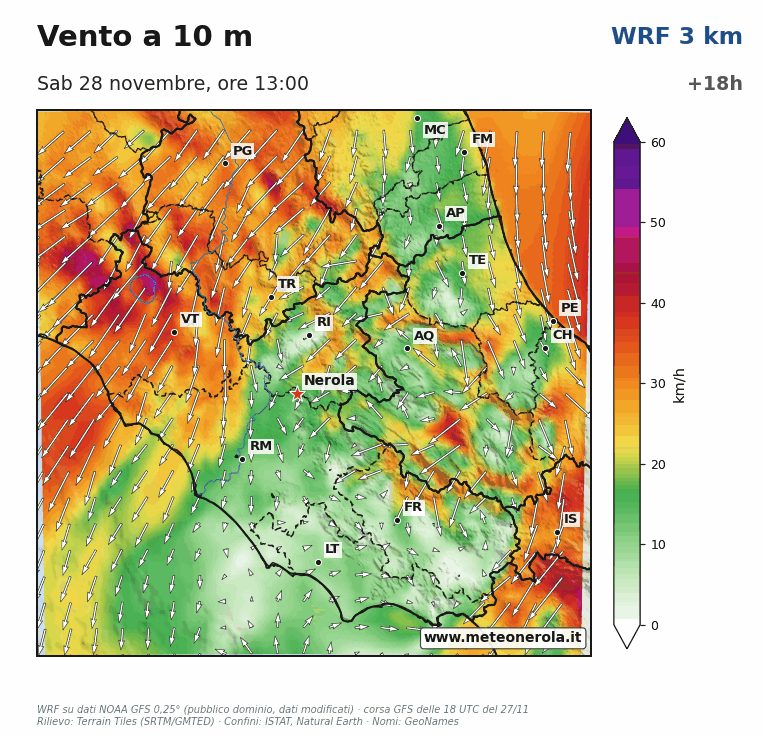 Vento a 10 m
WRF 3 km
Sab 28 novembre, ore 13:00
+18h
MC
FM
PG
AP
TE
TR
PE
VT
RI
AQ
CH
Nerola
RM
FR
IS
LT
www.meteonerola.it
60
50
40
30
20
10
0
km/h
WRF su dati NOAA GFS 0,25° (pubblico dominio, dati modificati) · corsa GFS delle 18 UTC del 27/11
Rilievo: Terrain Tiles (SRTM/GMTED) · Confini: ISTAT, Natural Earth · Nomi: GeoNames